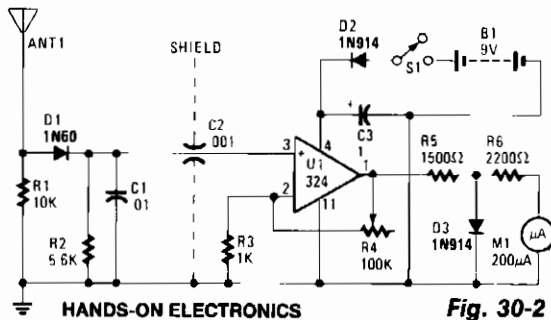 ANT1
SHIELD
D2
1N914
S1
B1
9V
D1
1N60
C2
.001
C3
1
R1
10K
C1
.01
R2
5.6K
3
+
2
-
4
U1
324
1
11
R3
1K
R4
100K
R5
1500Ω
R6
2200Ω
D3
1N914
μA
M1
200μA
HANDS-ON ELECTRONICS
Fig. 30-2